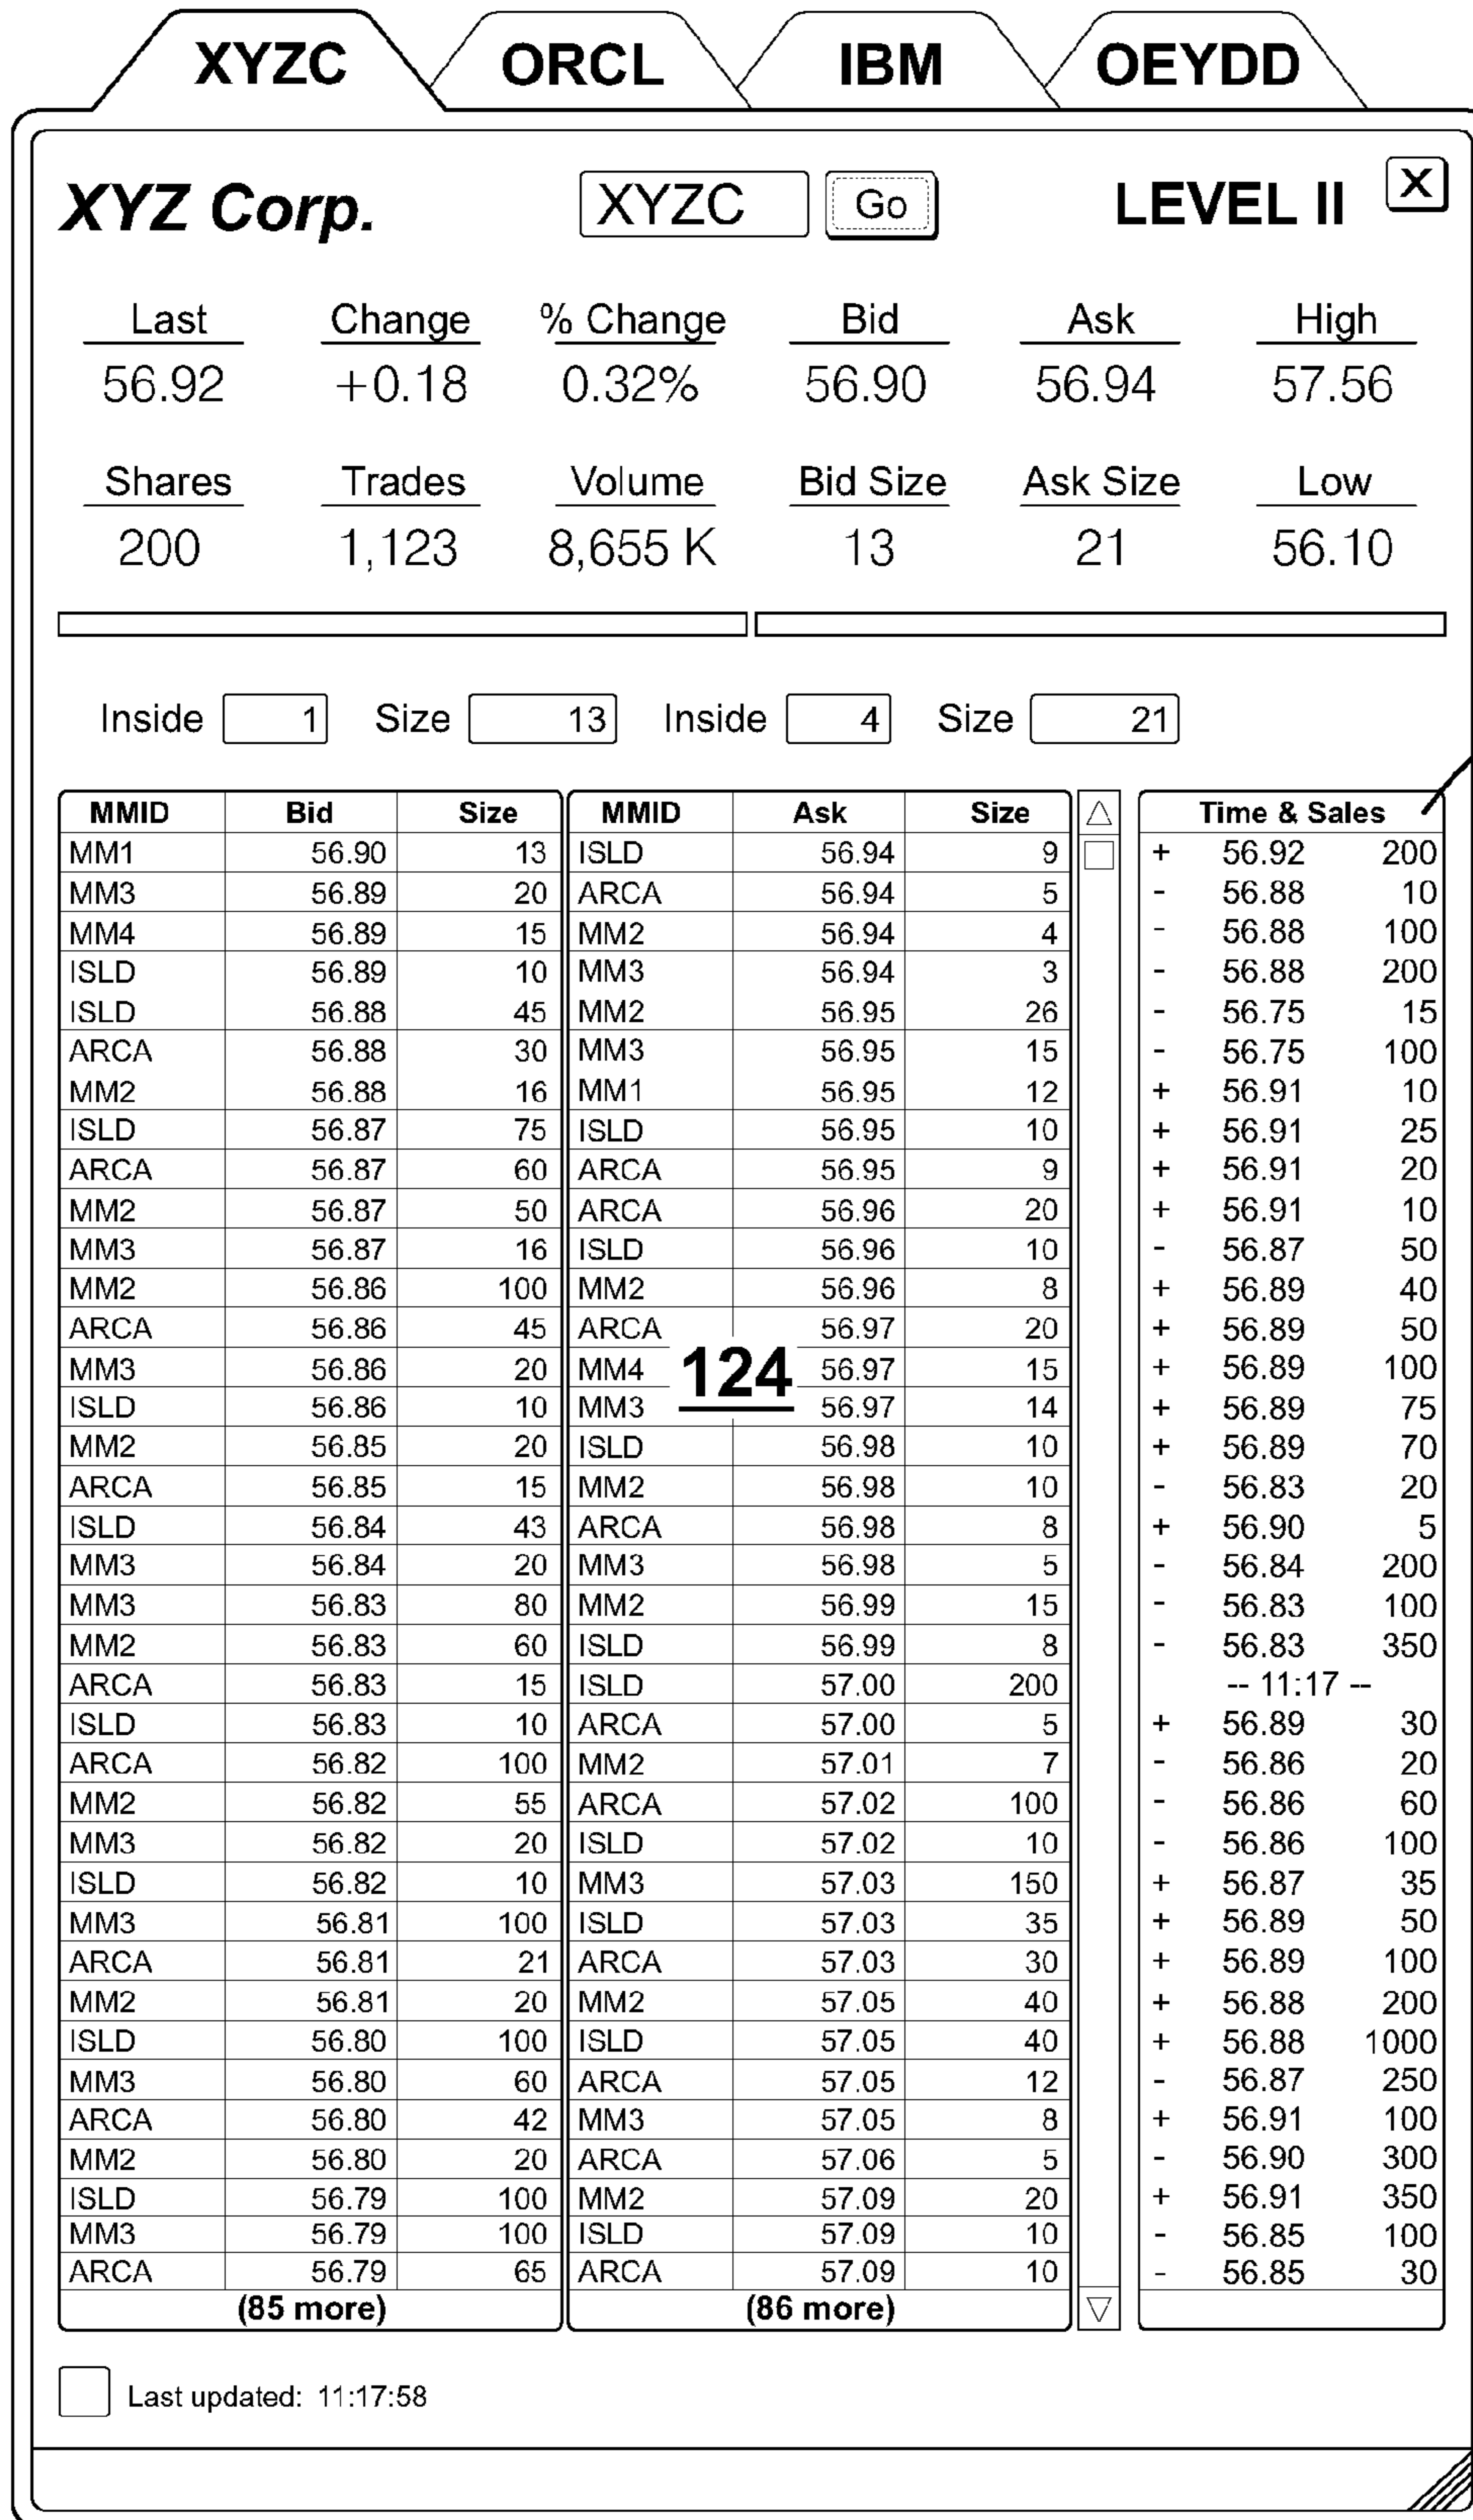 XYZC ORCL IBM OEYDD
XYZ Corp. XYZC Go LEVEL II X
Last Change % Change Bid Ask High
56.92 +0.18 0.32% 56.90 56.94 57.56
Shares Trades Volume Bid Size Ask Size Low
200 1,123 8,655 K 13 21 56.10
Inside 1 Size 13 Inside 4 Size 21
MMID Bid Size MMID Ask Size Time & Sales
MM1 56.90 13 ISLD 56.94 9 + 56.92 200
MM3 56.89 20 ARCA 56.94 5 - 56.88 10
MM4 56.89 15 MM2 56.94 4 - 56.88 100
ISLD 56.89 10 MM3 56.94 3 - 56.88 200
ISLD 56.88 45 MM2 56.95 26 - 56.75 15
ARCA 56.88 30 MM3 56.95 15 - 56.75 100
MM2 56.88 16 MM1 56.95 12 + 56.91 10
ISLD 56.87 75 ISLD 56.95 10 + 56.91 25
ARCA 56.87 60 ARCA 56.95 9 + 56.91 20
MM2 56.87 50 ARCA 56.96 20 + 56.91 10
MM3 56.87 16 ISLD 56.96 10 - 56.87 50
MM2 56.86 100 MM2 56.96 8 + 56.89 40
ARCA 56.86 45 ARCA 56.97 20 + 56.89 50
MM3 56.86 20 MM4 124 56.97 15 + 56.89 100
ISLD 56.86 10 MM3 56.97 14 + 56.89 75
MM2 56.85 20 ISLD 56.98 10 + 56.89 70
ARCA 56.85 15 MM2 56.98 10 - 56.83 20
ISLD 56.84 43 ARCA 56.98 8 + 56.90 5
MM3 56.84 20 MM3 56.98 5 - 56.84 200
MM3 56.83 80 MM2 56.99 15 - 56.83 100
MM2 56.83 60 ISLD 56.99 8 - 56.83 350
ARCA 56.83 15 ISLD 57.00 200 -- 11:17 --
ISLD 56.83 10 ARCA 57.00 5 + 56.89 30
ARCA 56.82 100 MM2 57.01 7 - 56.86 20
MM2 56.82 55 ARCA 57.02 100 - 56.86 60
MM3 56.82 20 ISLD 57.02 10 - 56.86 100
ISLD 56.82 10 MM3 57.03 150 + 56.87 35
MM3 56.81 100 ISLD 57.03 35 + 56.89 50
ARCA 56.81 21 ARCA 57.03 30 + 56.89 100
MM2 56.81 20 MM2 57.05 40 + 56.88 200
ISLD 56.80 100 ISLD 57.05 40 + 56.88 1000
MM3 56.80 60 ARCA 57.05 12 - 56.87 250
ARCA 56.80 42 MM3 57.05 8 + 56.91 100
MM2 56.80 20 ARCA 57.06 5 - 56.90 300
ISLD 56.79 100 MM2 57.09 20 + 56.91 350
MM3 56.79 100 ISLD 57.09 10 - 56.85 100
ARCA 56.79 65 ARCA 57.09 10 - 56.85 30
(85 more) (86 more)
Last updated: 11:17:58